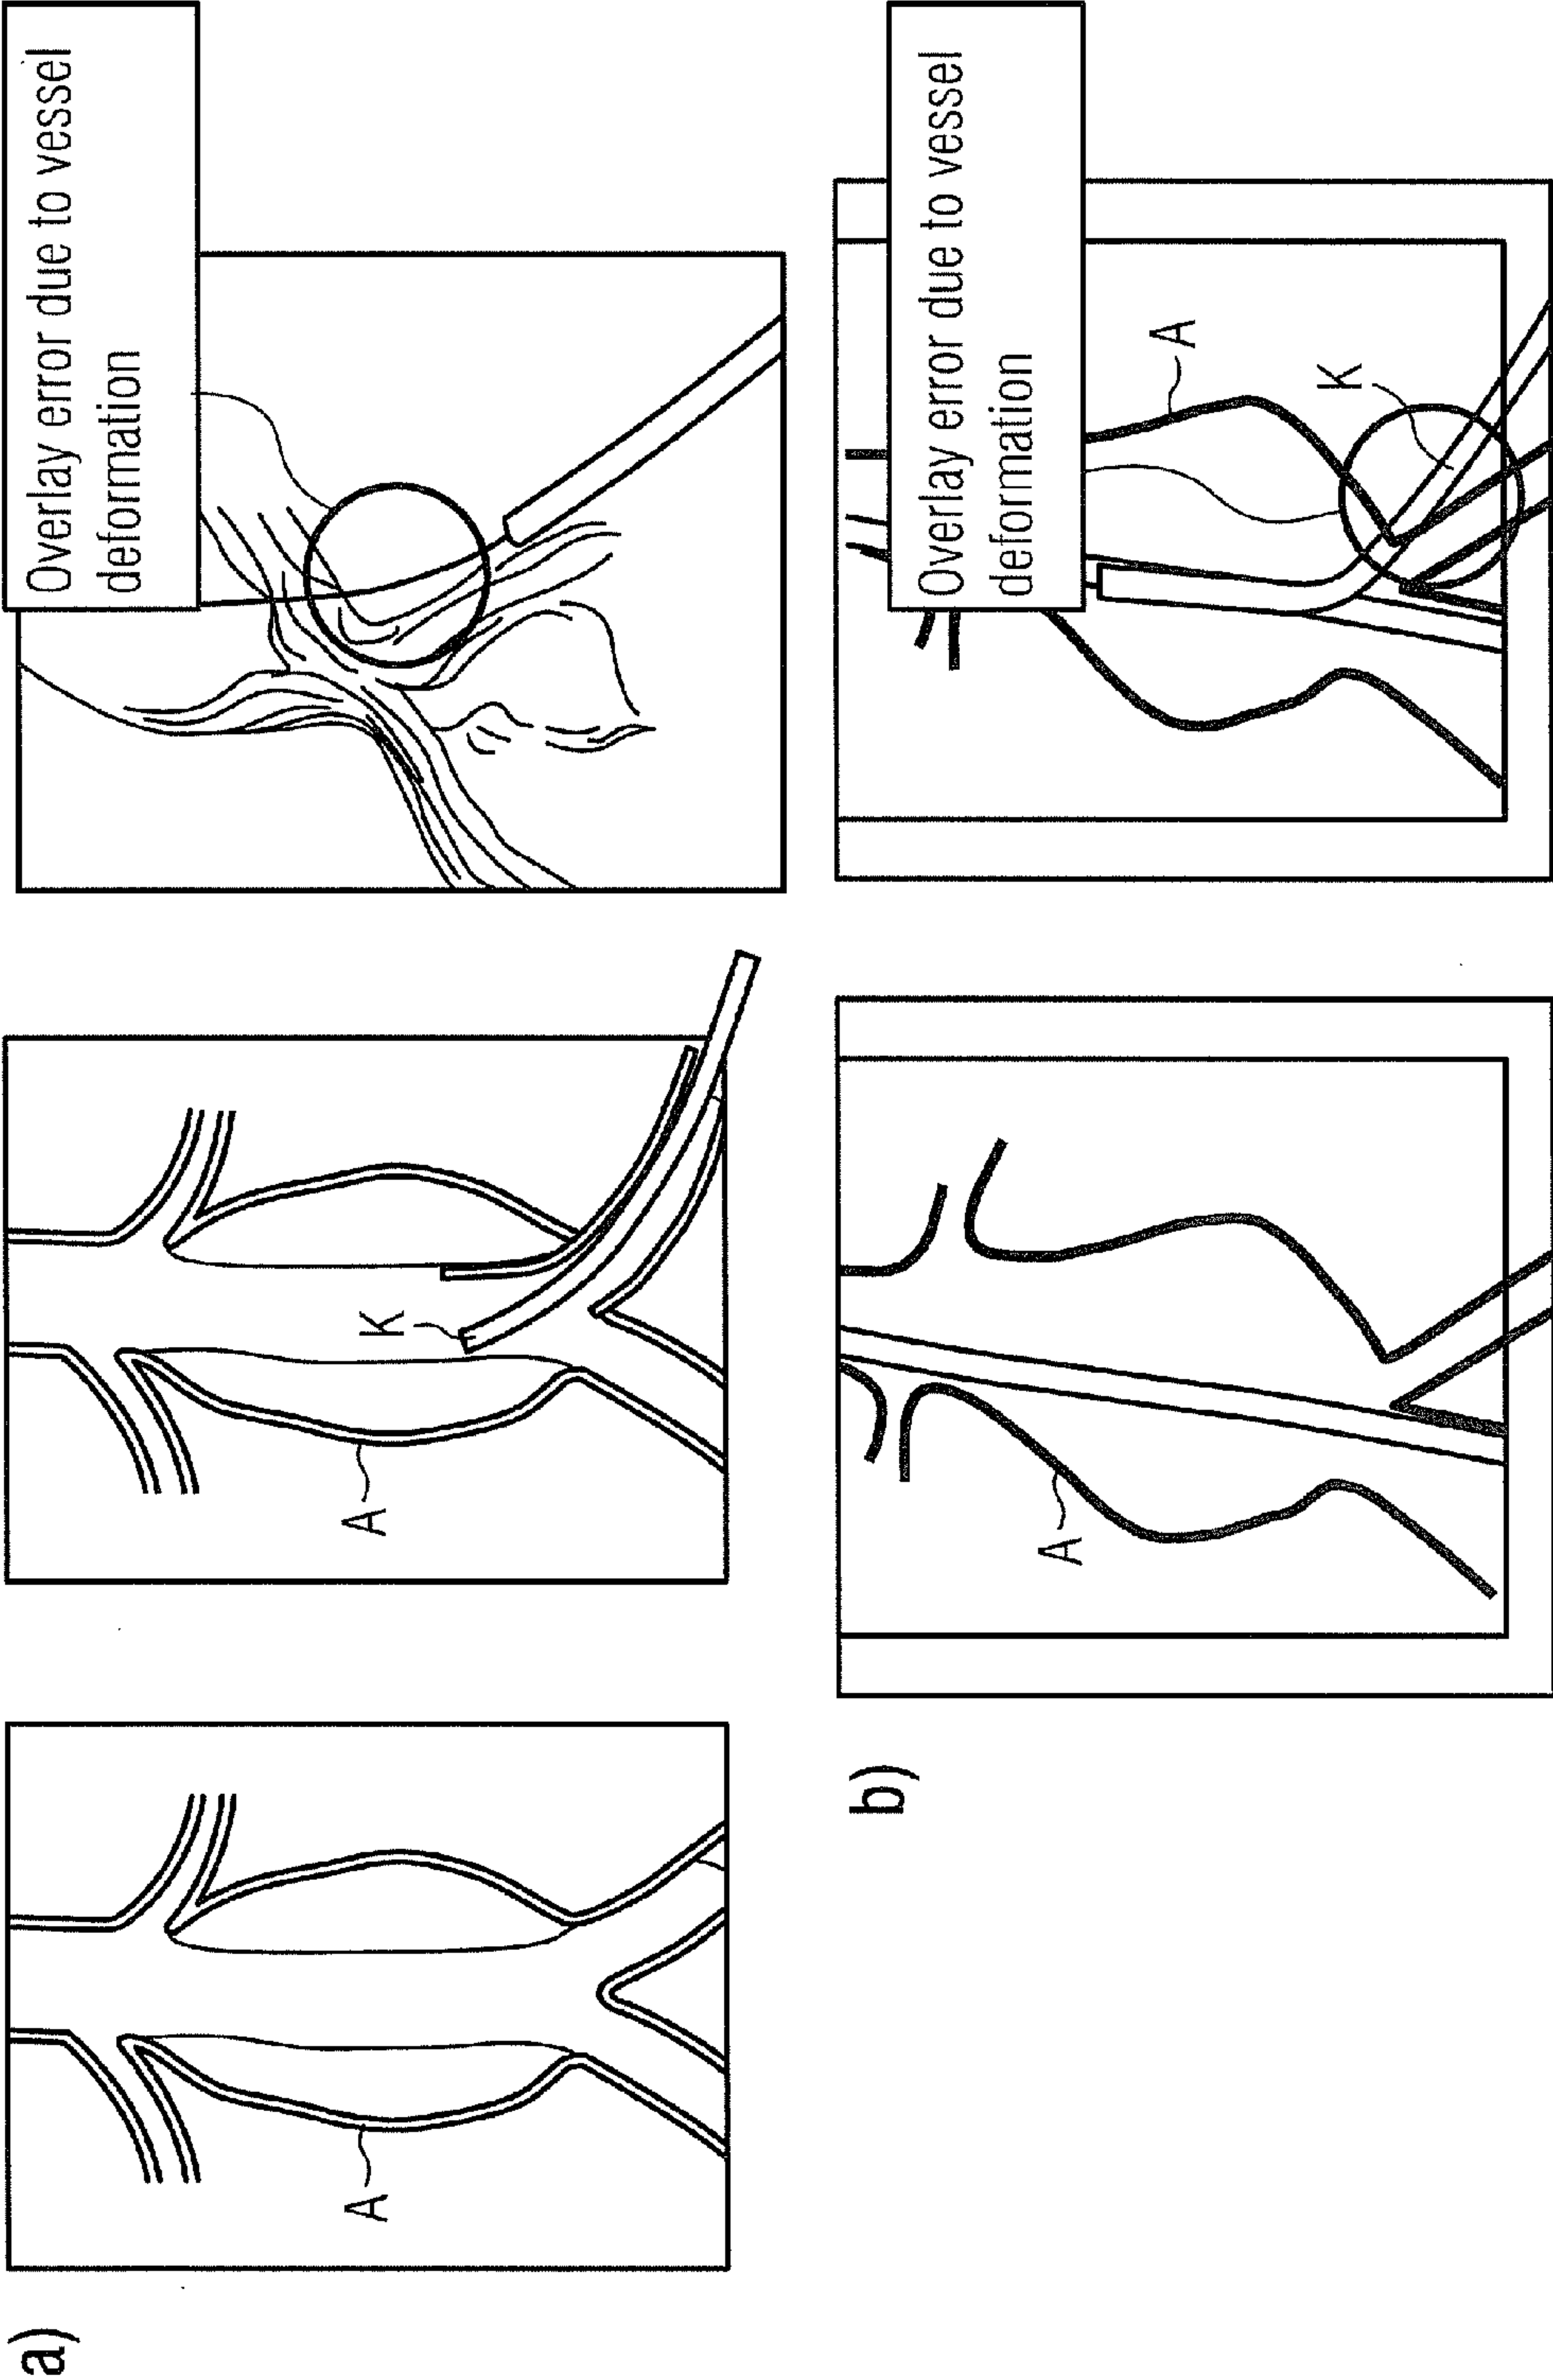 a)
A
A
K
Overlay error due to vessel
deformation
b)
A
Overlay error due to vessel
deformation
A
K